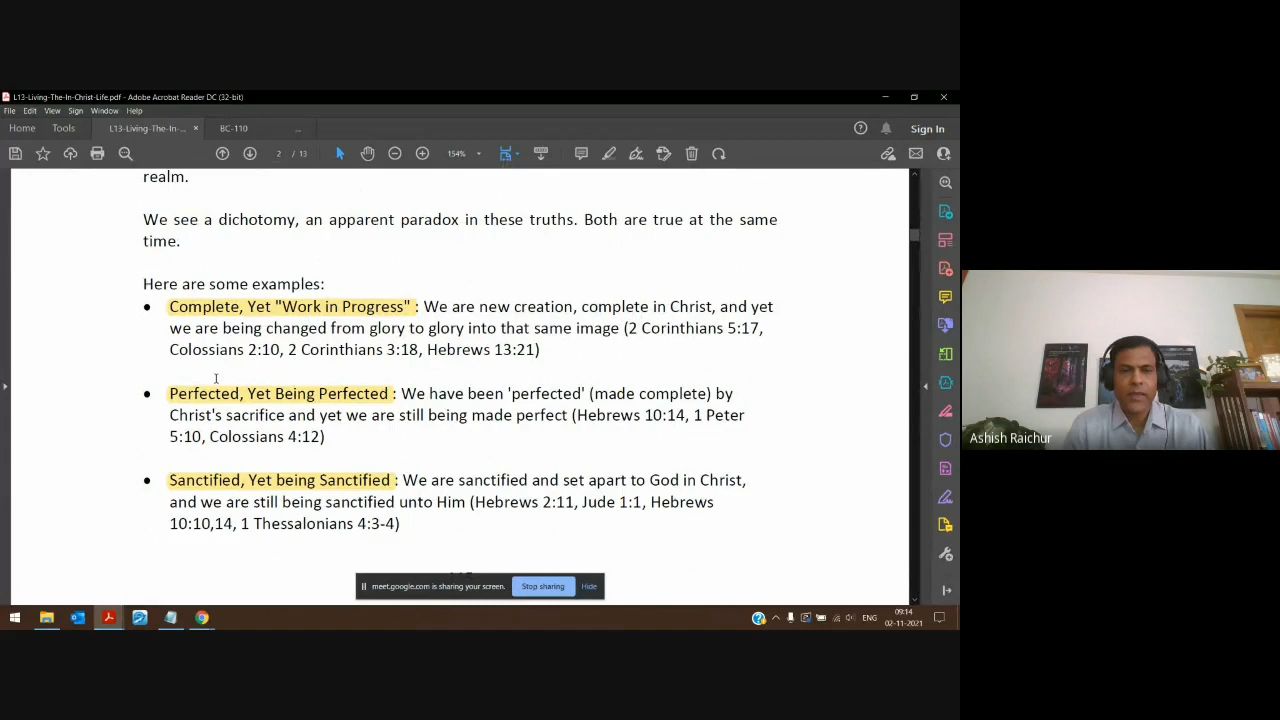 L13-Living-The-In-Christ-Life.pdf - Adobe Acrobat Reader DC (32-bit)
File Edit View Sign Window Help
Home Tools L13-Living-The-In-... × BC-110 ... Sign In
2 / 13 154%
realm.
We see a dichotomy, an apparent paradox in these truths. Both are true at the same
time.
Here are some examples:
• Complete, Yet "Work in Progress" : We are new creation, complete in Christ, and yet
we are being changed from glory to glory into that same image (2 Corinthians 5:17,
Colossians 2:10, 2 Corinthians 3:18, Hebrews 13:21)
• Perfected, Yet Being Perfected : We have been 'perfected' (made complete) by
Christ's sacrifice and yet we are still being made perfect (Hebrews 10:14, 1 Peter
5:10, Colossians 4:12)
• Sanctified, Yet being Sanctified : We are sanctified and set apart to God in Christ,
and we are still being sanctified unto Him (Hebrews 2:11, Jude 1:1, Hebrews
10:10,14, 1 Thessalonians 4:3-4)
meet.google.com is sharing your screen. Stop sharing Hide
ENG
09:14
02-11-2021
Ashish Raichur